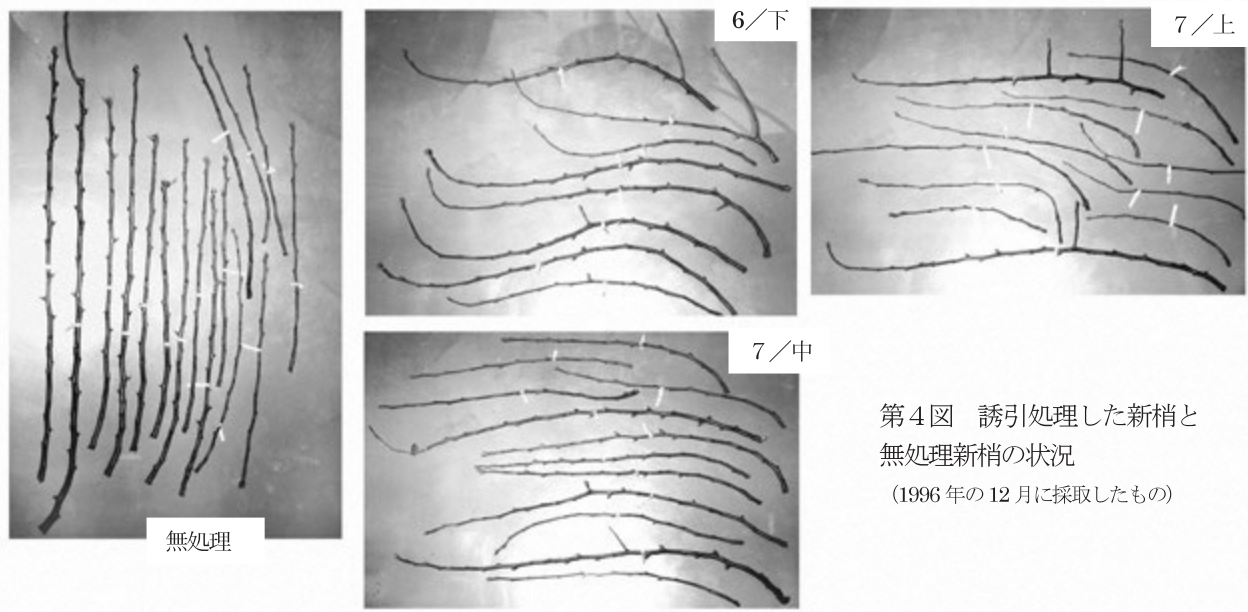 6／下
7／上
7／中
無処理
第４図　誘引処理した新梢と
無処理新梢の状況
（1996 年の 12 月に採取したもの）